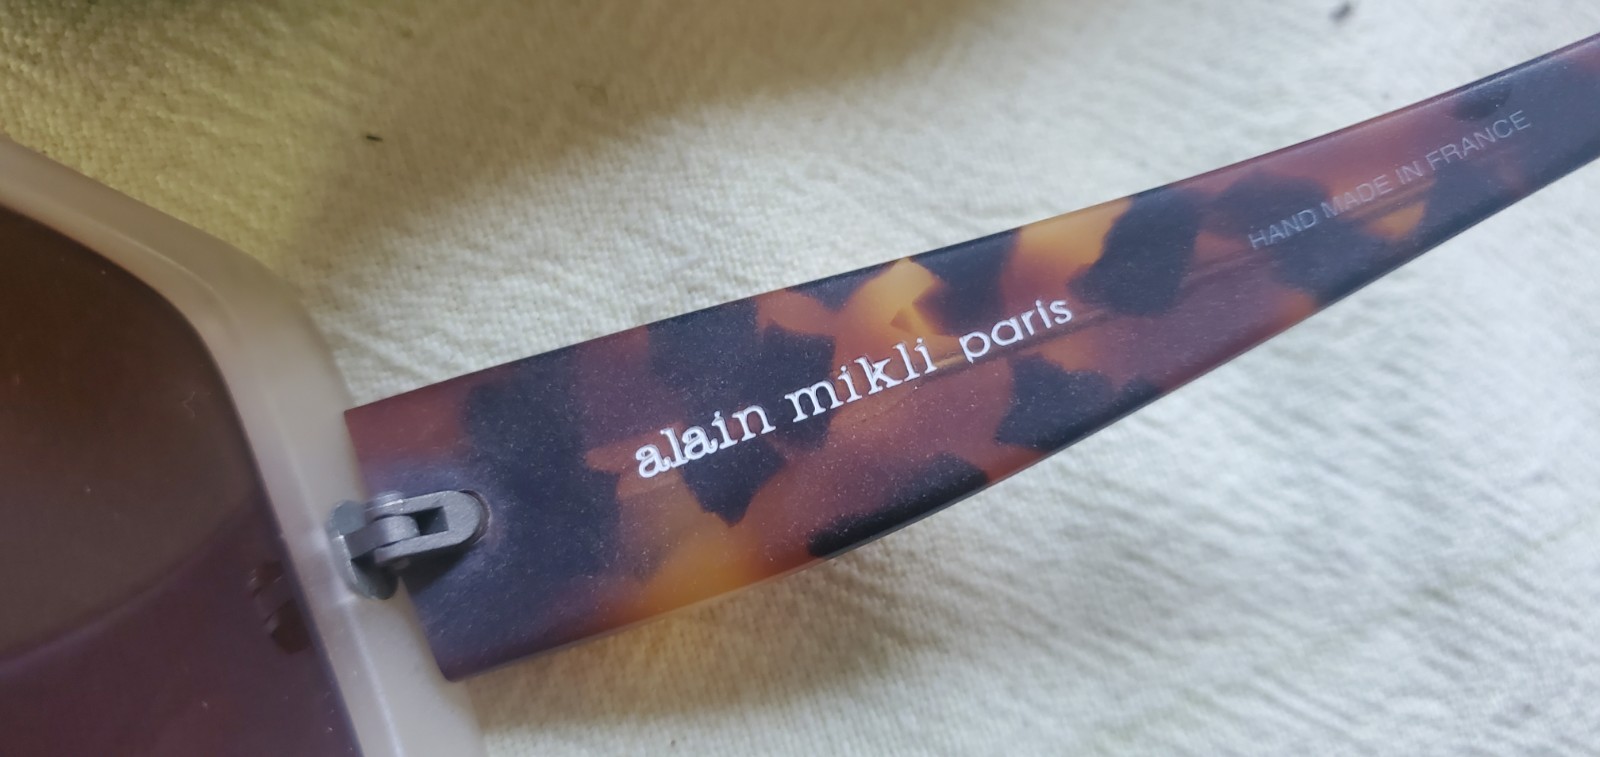 alain mikli paris
HAND MADE IN FRANCE